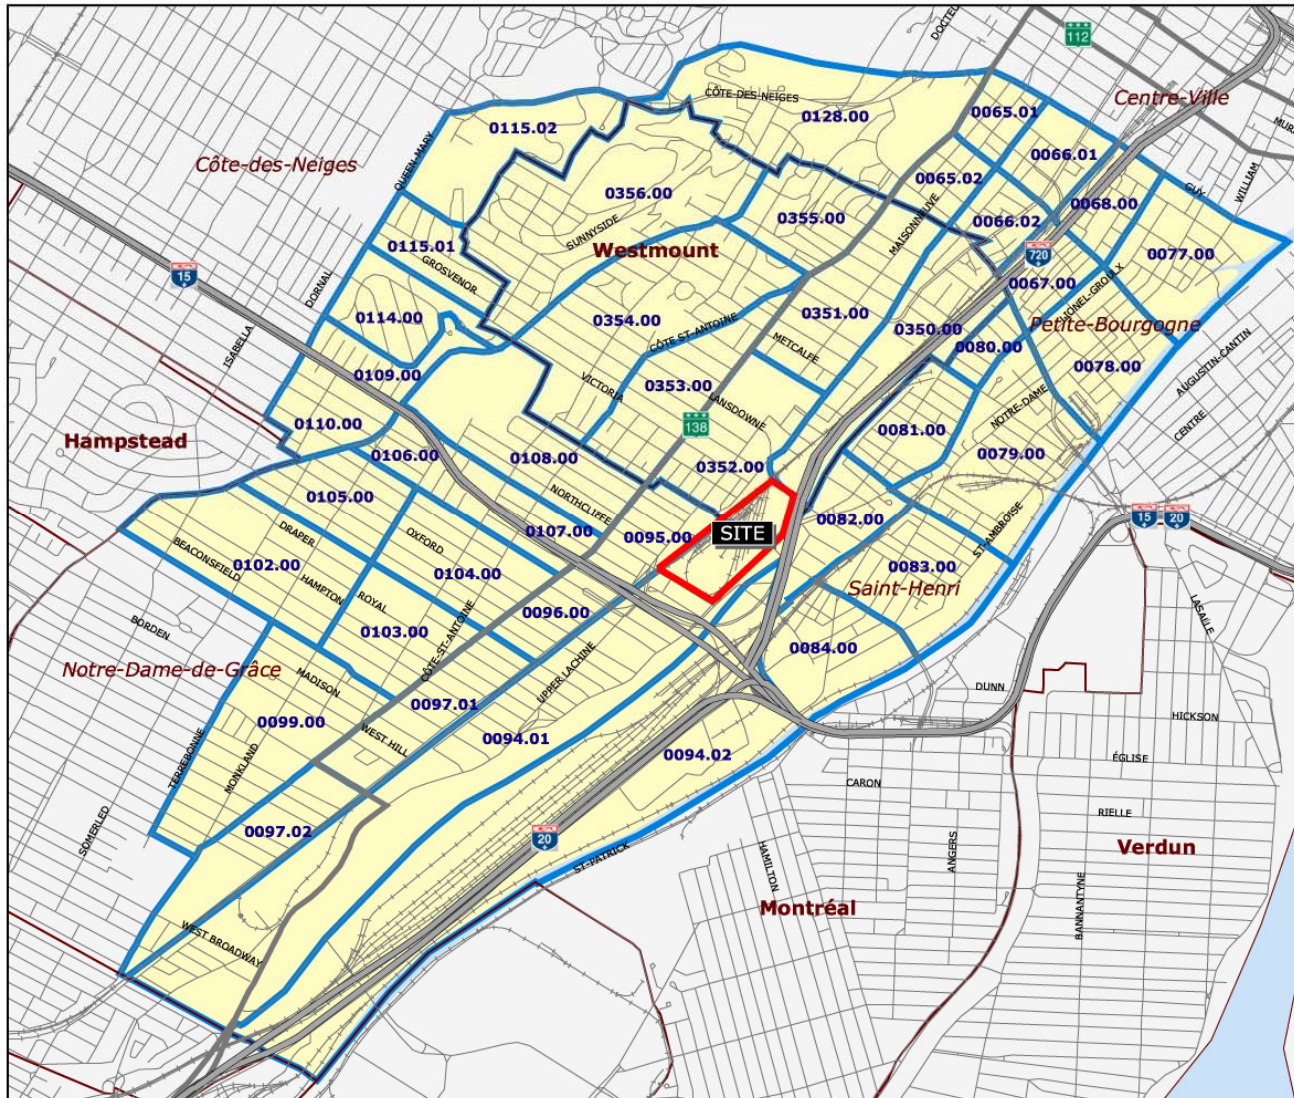 DOCTEU
112
CÔTE-DES-NEIGES
0128.00
0065.01
Centre-Ville
0115.02
0066.01
MUR
Côte-des-Neiges
QUEEN-MARY
0356.00
0065.02
0068.00
GUY
WILLIAM
SUNNYSIDE
0355.00
MAISONNEUVE
0066.02
0115.01
Westmount
720
0077.00
GROSVENOR
15
DORNAL
0067.00
LIONEL-GROULX
0114.00
0354.00
CÔTE ST-ANTOINE
0351.00
0350.00
Petite-Bourgogne
ISABELLA
METCALFE
0080.00
AUGUSTIN-CANTIN
0109.00
VICTORIA
0353.00
0078.00
LANSDOWNE
NOTRE-DAME
0110.00
138
0081.00
CENTRE
Hampstead
0106.00
0108.00
0079.00
0352.00
0105.00
NORTHCLIFFE
0107.00
0095.00
SITE
0082.00
ST-AMBROISE
15
20
DRAPER
OXFORD
BEACONSFIELD
0102.00
0104.00
0083.00
HAMPTON
ROYAL
Saint-Henri
LASALLE
BORDEN
0096.00
0103.00
CÔTE-ST-ANTOINE
0084.00
Notre-Dame-de-Grâce
UPPER LACHINE
MADISON
DUNN
0097.01
0099.00
WEST HILL
0094.01
HICKSON
TERREBONNE
MONKLAND
0094.02
ÉGLISE
CARON
SOMERLED
0097.02
20
RIELLE
ST-PATRICK
HAMILTON
ANGERS
Verdun
BANNANTYNE
Montréal
WEST BROADWAY